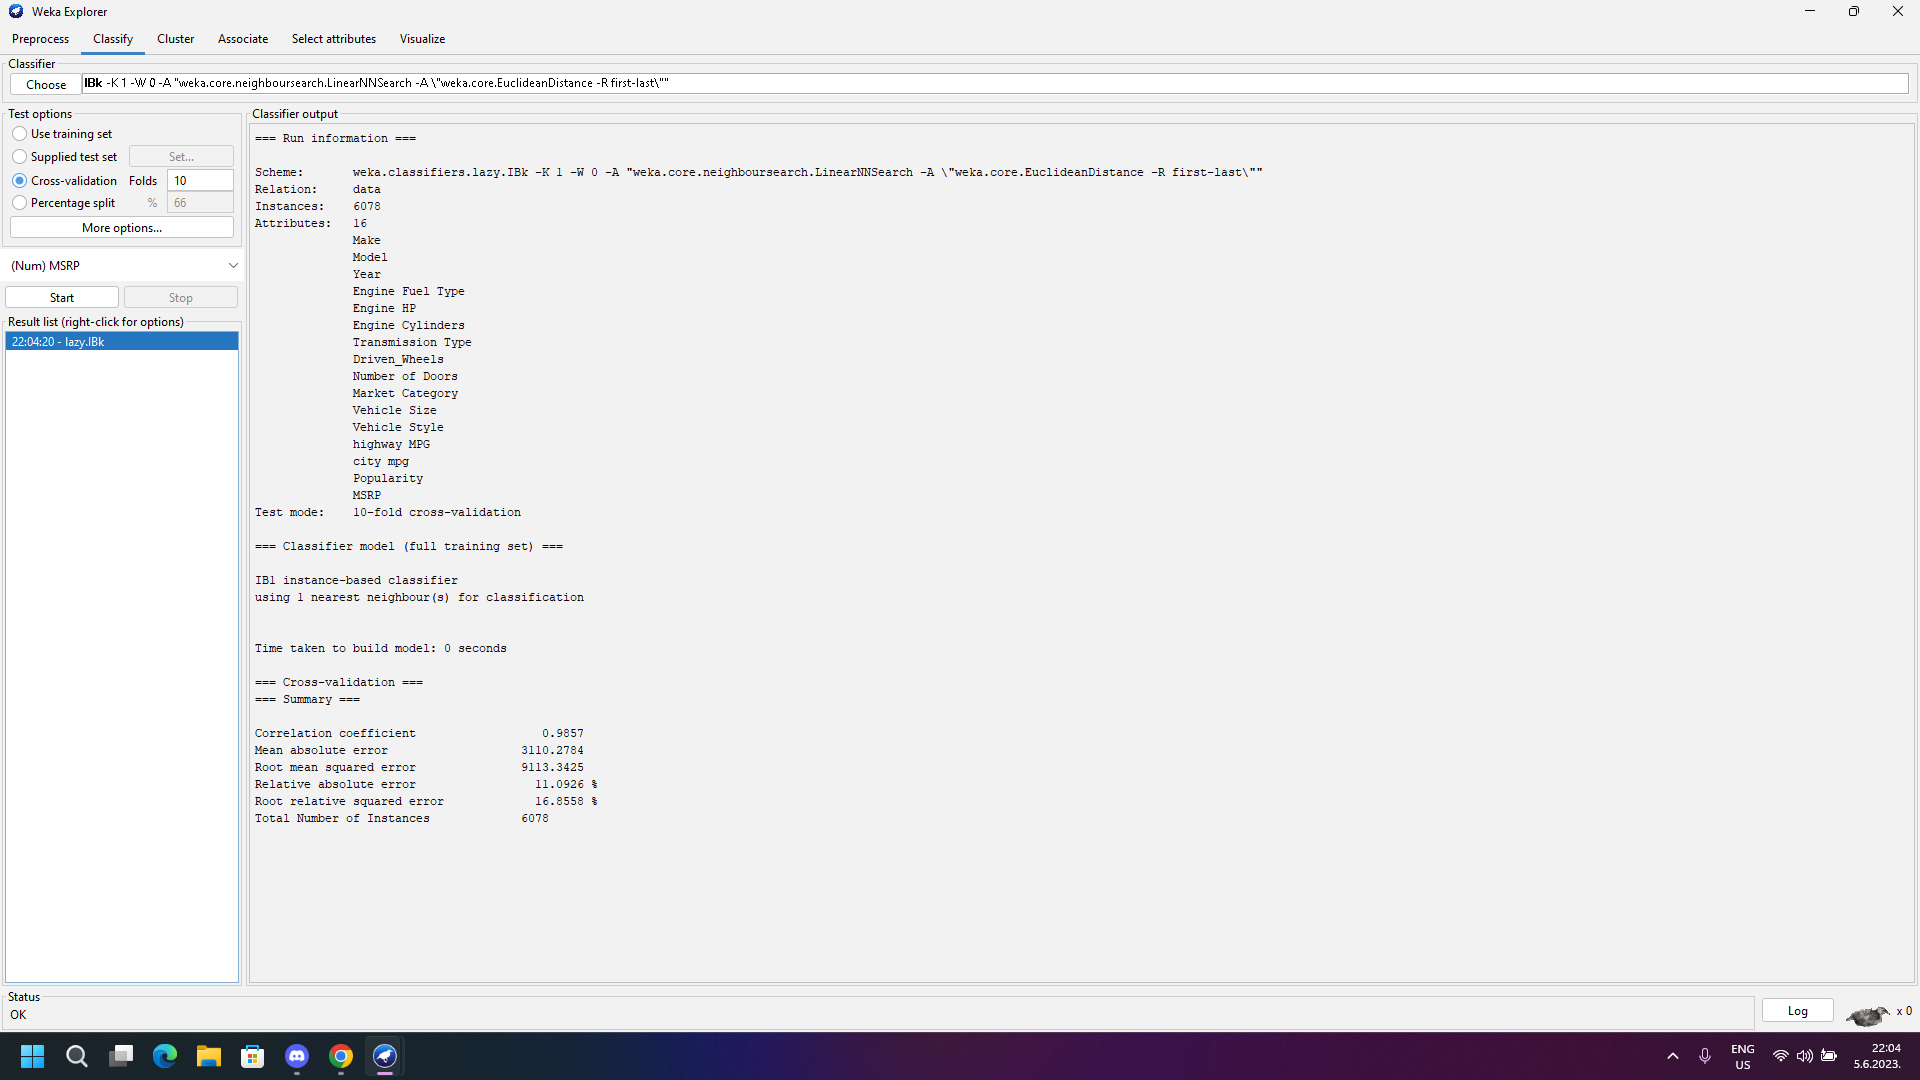 Weka Explorer
Preprocess Classify Cluster Associate Select attributes Visualize
Classifier
Choose IBk -K 1 -W 0 -A "weka.core.neighboursearch.LinearNNSearch -A \"weka.core.EuclideanDistance -R first-last\""
Test options
Use training set
Supplied test set Set...
Cross-validation Folds 10
Percentage split % 66
More options...
(Num) MSRP
Start Stop
Result list (right-click for options)
22:04:20 - lazy.IBk
Classifier output
=== Run information ===
Scheme: weka.classifiers.lazy.IBk -K 1 -W 0 -A "weka.core.neighboursearch.LinearNNSearch -A \"weka.core.EuclideanDistance -R first-last\""
Relation: data
Instances: 6078
Attributes: 16
Make
Model
Year
Engine Fuel Type
Engine HP
Engine Cylinders
Transmission Type
Driven_Wheels
Number of Doors
Market Category
Vehicle Size
Vehicle Style
highway MPG
city mpg
Popularity
MSRP
Test mode: 10-fold cross-validation
=== Classifier model (full training set) ===
IB1 instance-based classifier
using 1 nearest neighbour(s) for classification
Time taken to build model: 0 seconds
=== Cross-validation ===
=== Summary ===
Correlation coefficient 0.9857
Mean absolute error 3110.2784
Root mean squared error 9113.3425
Relative absolute error 11.0926 %
Root relative squared error 16.8558 %
Total Number of Instances 6078
Status
OK
Log
x 0
ENG
US
22:04
5.6.2023.